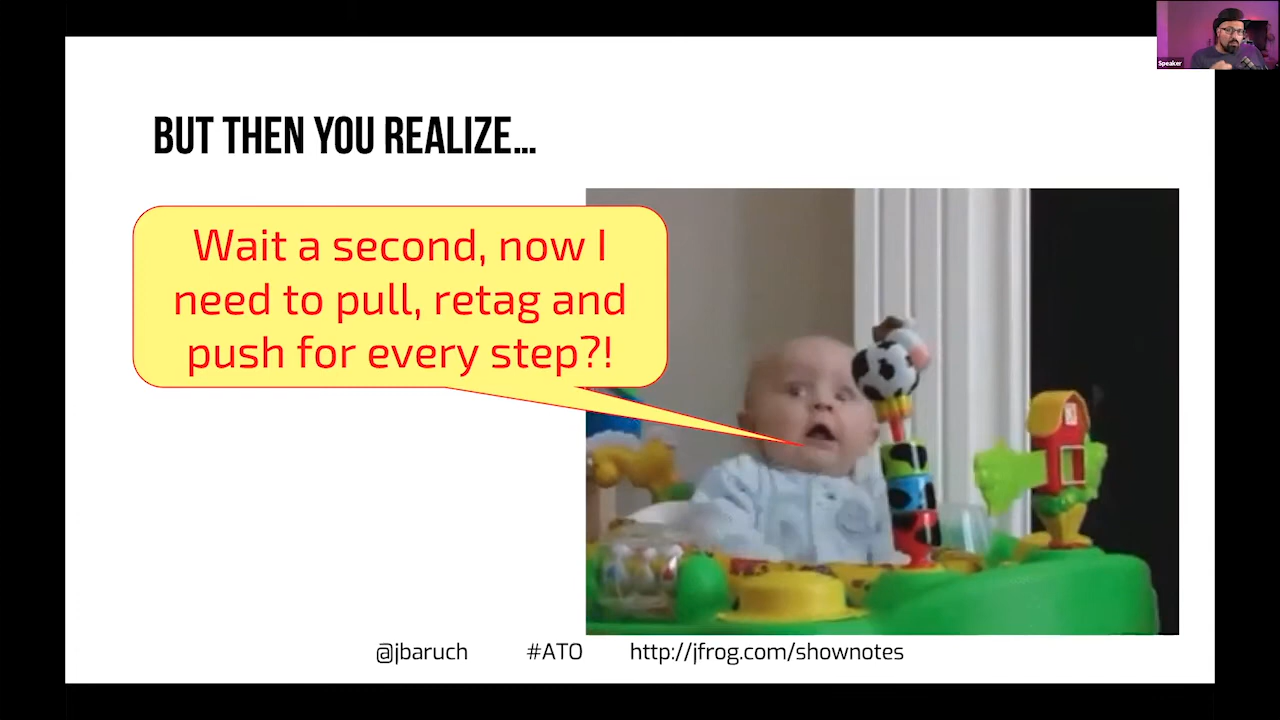 Speaker
BUT THEN YOU REALIZE...
Wait a second, now I
need to pull, retag and
push for every step?!
@jbaruch #ATO http://jfrog.com/shownotes